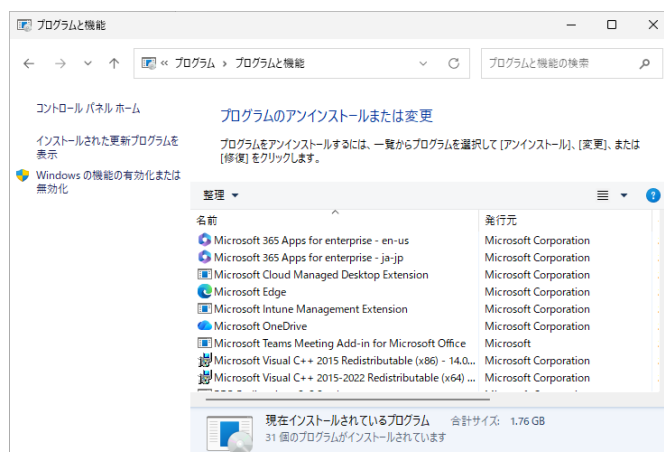 プログラムと機能
« プログラム › プログラムと機能
プログラムと機能の検索
コントロール パネル ホーム
インストールされた更新プログラムを
表示
Windows の機能の有効化または
無効化
プログラムのアンインストールまたは変更
プログラムをアンインストールするには、一覧からプログラムを選択して [アンインストール]、[変更]、または
[修復] をクリックします。
整理
名前 発行元
Microsoft 365 Apps for enterprise - en-us Microsoft Corporation
Microsoft 365 Apps for enterprise - ja-jp Microsoft Corporation
Microsoft Cloud Managed Desktop Extension Microsoft Corporation
Microsoft Edge Microsoft Corporation
Microsoft Intune Management Extension Microsoft Corporation
Microsoft OneDrive Microsoft Corporation
Microsoft Teams Meeting Add-in for Microsoft Office Microsoft
Microsoft Visual C++ 2015 Redistributable (x86) - 14.0... Microsoft Corporation
Microsoft Visual C++ 2015-2022 Redistributable (x64) ... Microsoft Corporation
現在インストールされているプログラム 合計サイズ: 1.76 GB
31 個のプログラムがインストールされています